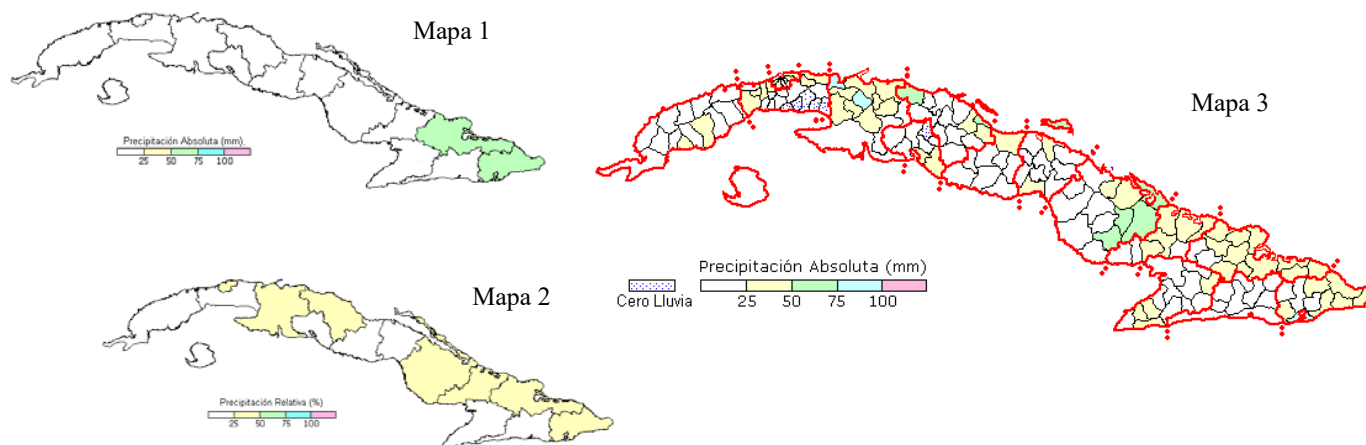 Mapa 1
Precipitación Absoluta (mm)
25 50 75 100
Mapa 2
Precipitación Relativa (%)
25 50 75 100
Mapa 3
Precipitación Absoluta (mm)
Cero Lluvia
25 50 75 100